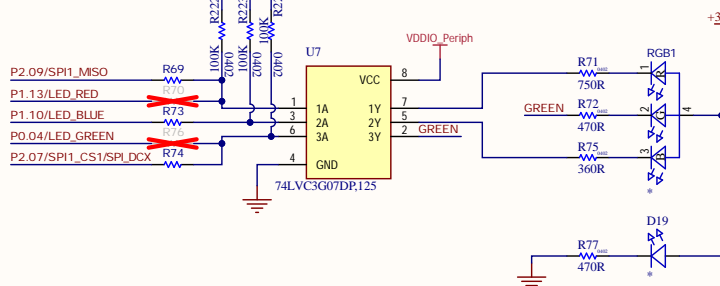 R222
R22
R2
100K
0402
100K
0402
100K
0402
+3
U7
VDDIO_Periph
RGB1
P2.09/SPI1_MISO
R69
R70
P1.13/LED_RED
P1.10/LED_BLUE
R73
R76
P0.04/LED_GREEN
P2.07/SPI1_CS1/SPI_DCX
R74
VCC
8
1
1A
1Y
7
3
2A
2Y
5
6
3A
3Y
2
GREEN
4
GND
74LVC3G07DP,125
R71
0402
750R
1
R
GREEN
R72
0402
470R
2
G
4
R75
0402
360R
3
B
*
D19
R77
0402
470R
*